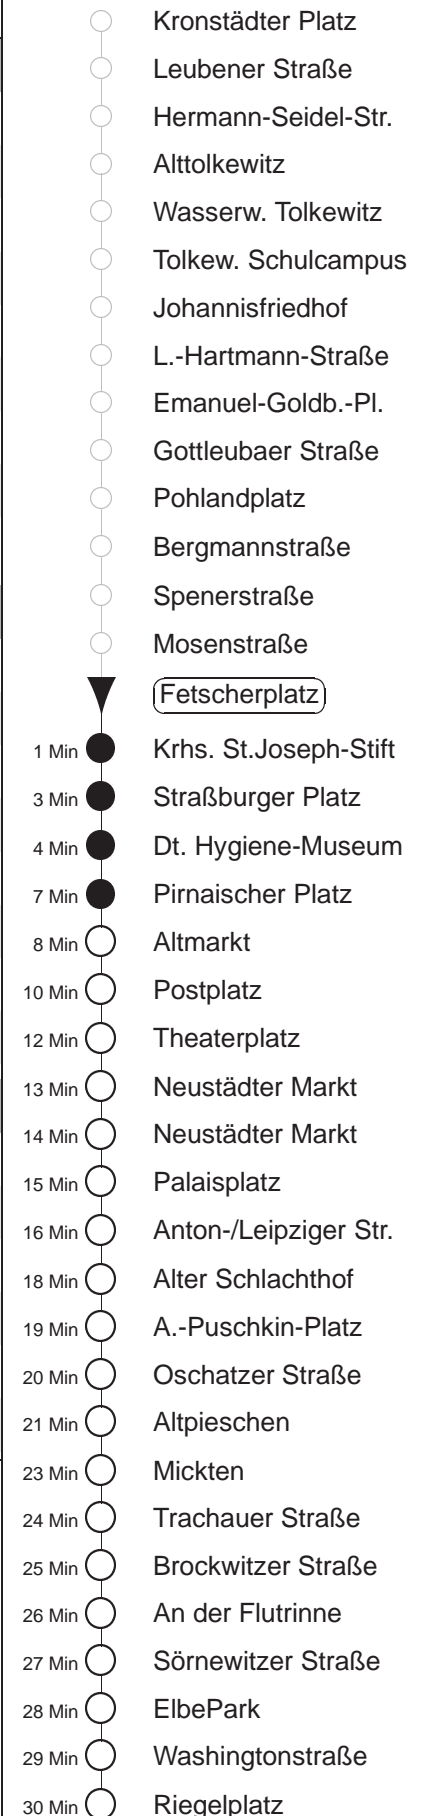 Kronstädter Platz
Leubener Straße
Hermann-Seidel-Str.
Alttolkewitz
Wasserw. Tolkewitz
Tolkew. Schulcampus
Johannisfriedhof
L.-Hartmann-Straße
Emanuel-Goldb.-Pl.
Gottleubaer Straße
Pohlandplatz
Bergmannstraße
Spenerstraße
Mosenstraße
Fetscherplatz
1 Min Krhs. St.Joseph-Stift
3 Min Straßburger Platz
4 Min Dt. Hygiene-Museum
7 Min Pirnaischer Platz
8 Min Altmarkt
10 Min Postplatz
12 Min Theaterplatz
13 Min Neustädter Markt
14 Min Neustädter Markt
15 Min Palaisplatz
16 Min Anton-/Leipziger Str.
18 Min Alter Schlachthof
19 Min A.-Puschkin-Platz
20 Min Oschatzer Straße
21 Min Altpieschen
23 Min Mickten
24 Min Trachauer Straße
25 Min Brockwitzer Straße
26 Min An der Flutrinne
27 Min Sörnewitzer Straße
28 Min ElbePark
29 Min Washingtonstraße
30 Min Riegelplatz